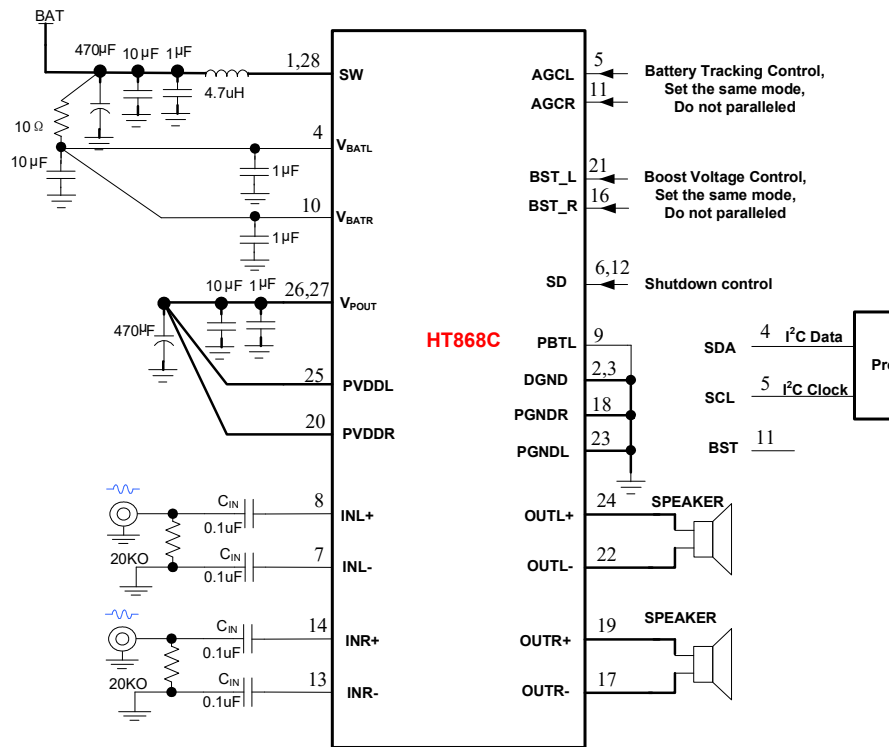 BAT
470µF
10µF
1µF
4.7uH
1,28
SW
10Ω
10µF
4
VBATL
1µF
10
VBATR
1µF
26,27
VPOUT
10µF
1µF
470µF
25
PVDDL
20
PVDDR
CIN
0.1uF
8
INL+
20KO
CIN
0.1uF
7
INL-
CIN
0.1uF
14
INR+
20KO
CIN
0.1uF
13
INR-
HT868C
AGCL
5
AGCR
11
Battery Tracking Control,
Set the same mode,
Do not paralleled
BST_L
21
BST_R
16
Boost Voltage Control,
Set the same mode,
Do not paralleled
SD
6,12
Shutdown control
PBTL
9
DGND
2,3
PGNDR
18
PGNDL
23
OUTL+
24
SPEAKER
OUTL-
22
OUTR+
19
SPEAKER
OUTR-
17
SDA
4
I²C Data
SCL
5
I²C Clock
BST
11